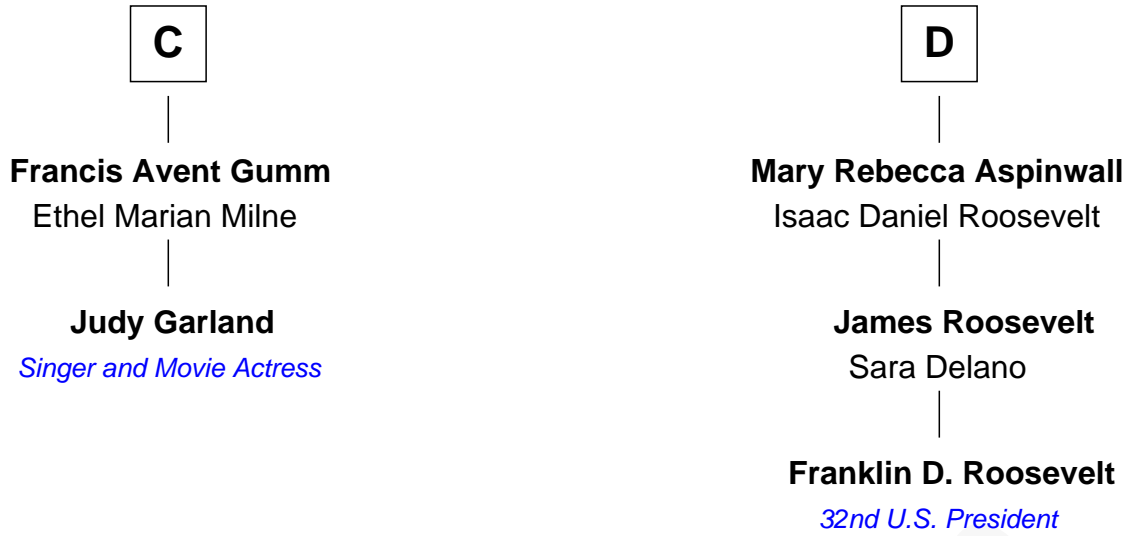 C
Francis Avent Gumm
Ethel Marian Milne
Judy Garland
Singer and Movie Actress
D
Mary Rebecca Aspinwall
Isaac Daniel Roosevelt
James Roosevelt
Sara Delano
Franklin D. Roosevelt
32nd U.S. President